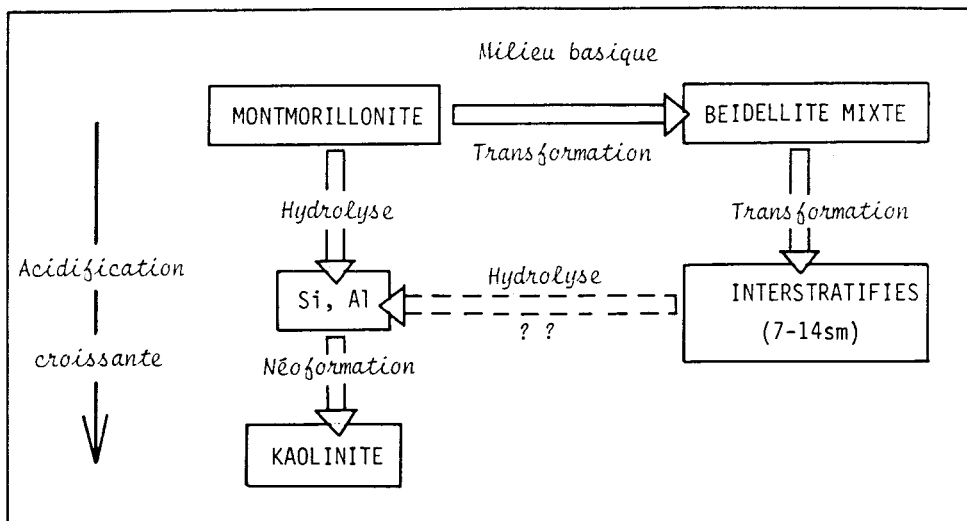 Milieu basique
MONTMORILLONITE
BEIDELLITE MIXTE
Transformation
Hydrolyse
Transformation
Acidification
croissante
Hydrolyse
Si, Al
? ?
INTERSTRATIFIES
(7-14sm)
Néoformation
KAOLINITE